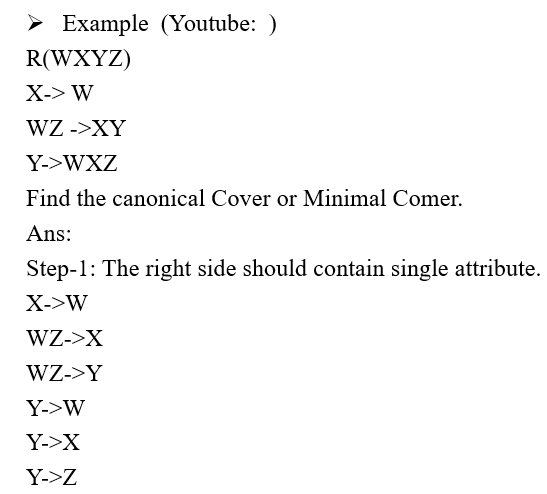 ➢ Example (Youtube: )
R(WXYZ)
X-> W
WZ ->XY
Y->WXZ
Find the canonical Cover or Minimal Comer.
Ans:
Step-1: The right side should contain single attribute.
X->W
WZ->X
WZ->Y
Y->W
Y->X
Y->Z